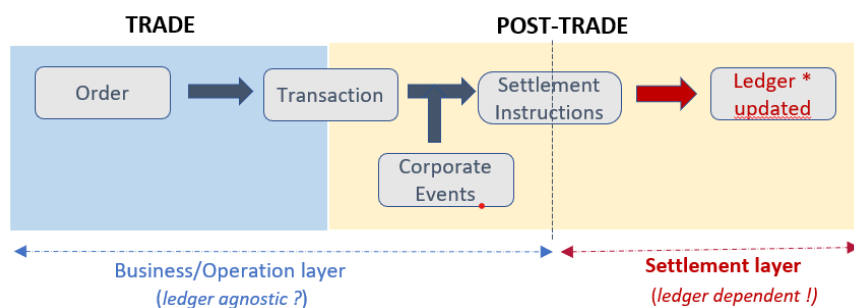 TRADE
POST-TRADE
Order
Transaction
Settlement
Instructions
Ledger *
updated
Corporate
Events
Business/Operation layer
(ledger agnostic ?)
Settlement layer
(ledger dependent !)